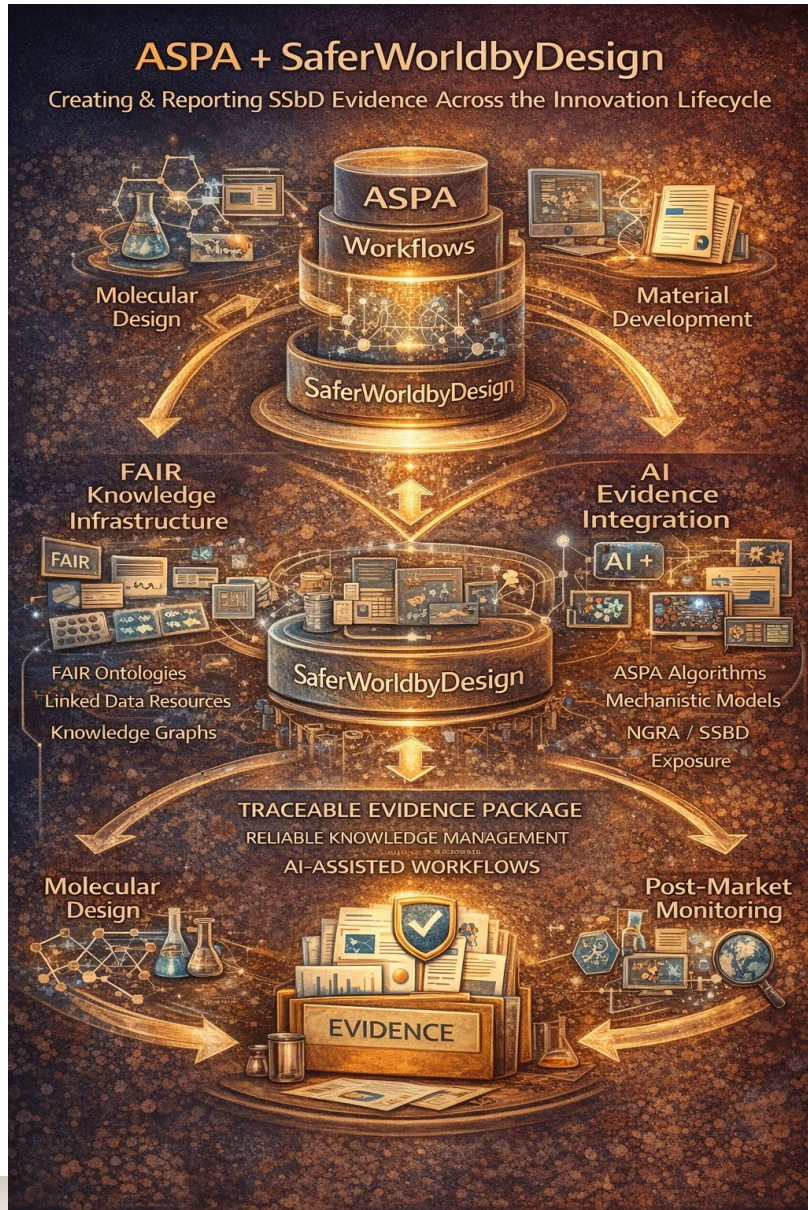 ASPA + SaferWorldbyDesign
Creating & Reporting SSbD Evidence Across the Innovation Lifecycle
ASPA
Workflows
SaferWorldbyDesign
Molecular
Design
Material
Development
FAIR
Knowledge
Infrastructure
AI
Evidence
Integration
FAIR
AI +
SaferWorldbyDesign
FAIR Ontologies
Linked Data Resources
Knowledge Graphs
ASPA Algorithms
Mechanistic Models
NGRA / SSBD
Exposure
TRACEABLE EVIDENCE PACKAGE
RELIABLE KNOWLEDGE MANAGEMENT
AI-ASSISTED WORKFLOWS
Molecular
Design
Post-Market
Monitoring
EVIDENCE